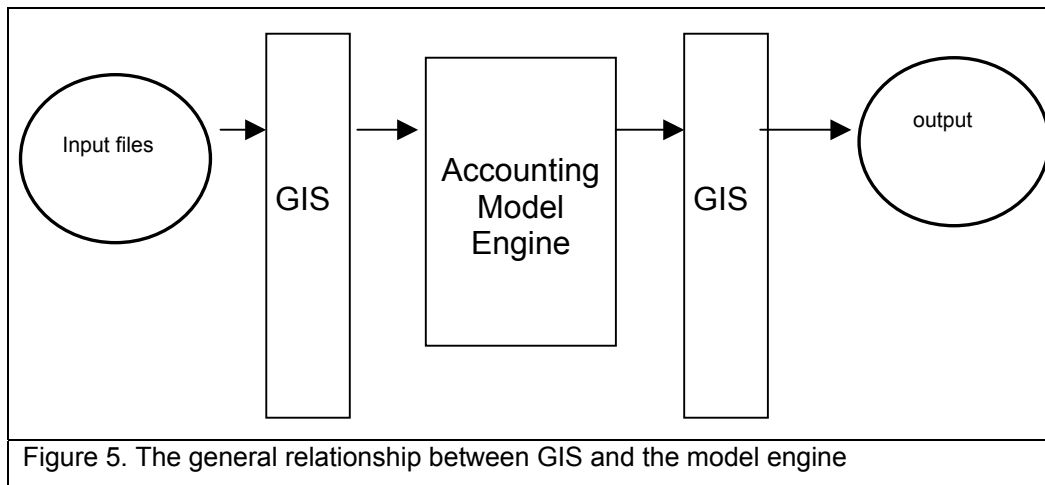 Input files
GIS
Accounting
Model
Engine
GIS
output
Figure 5. The general relationship between GIS and the model engine